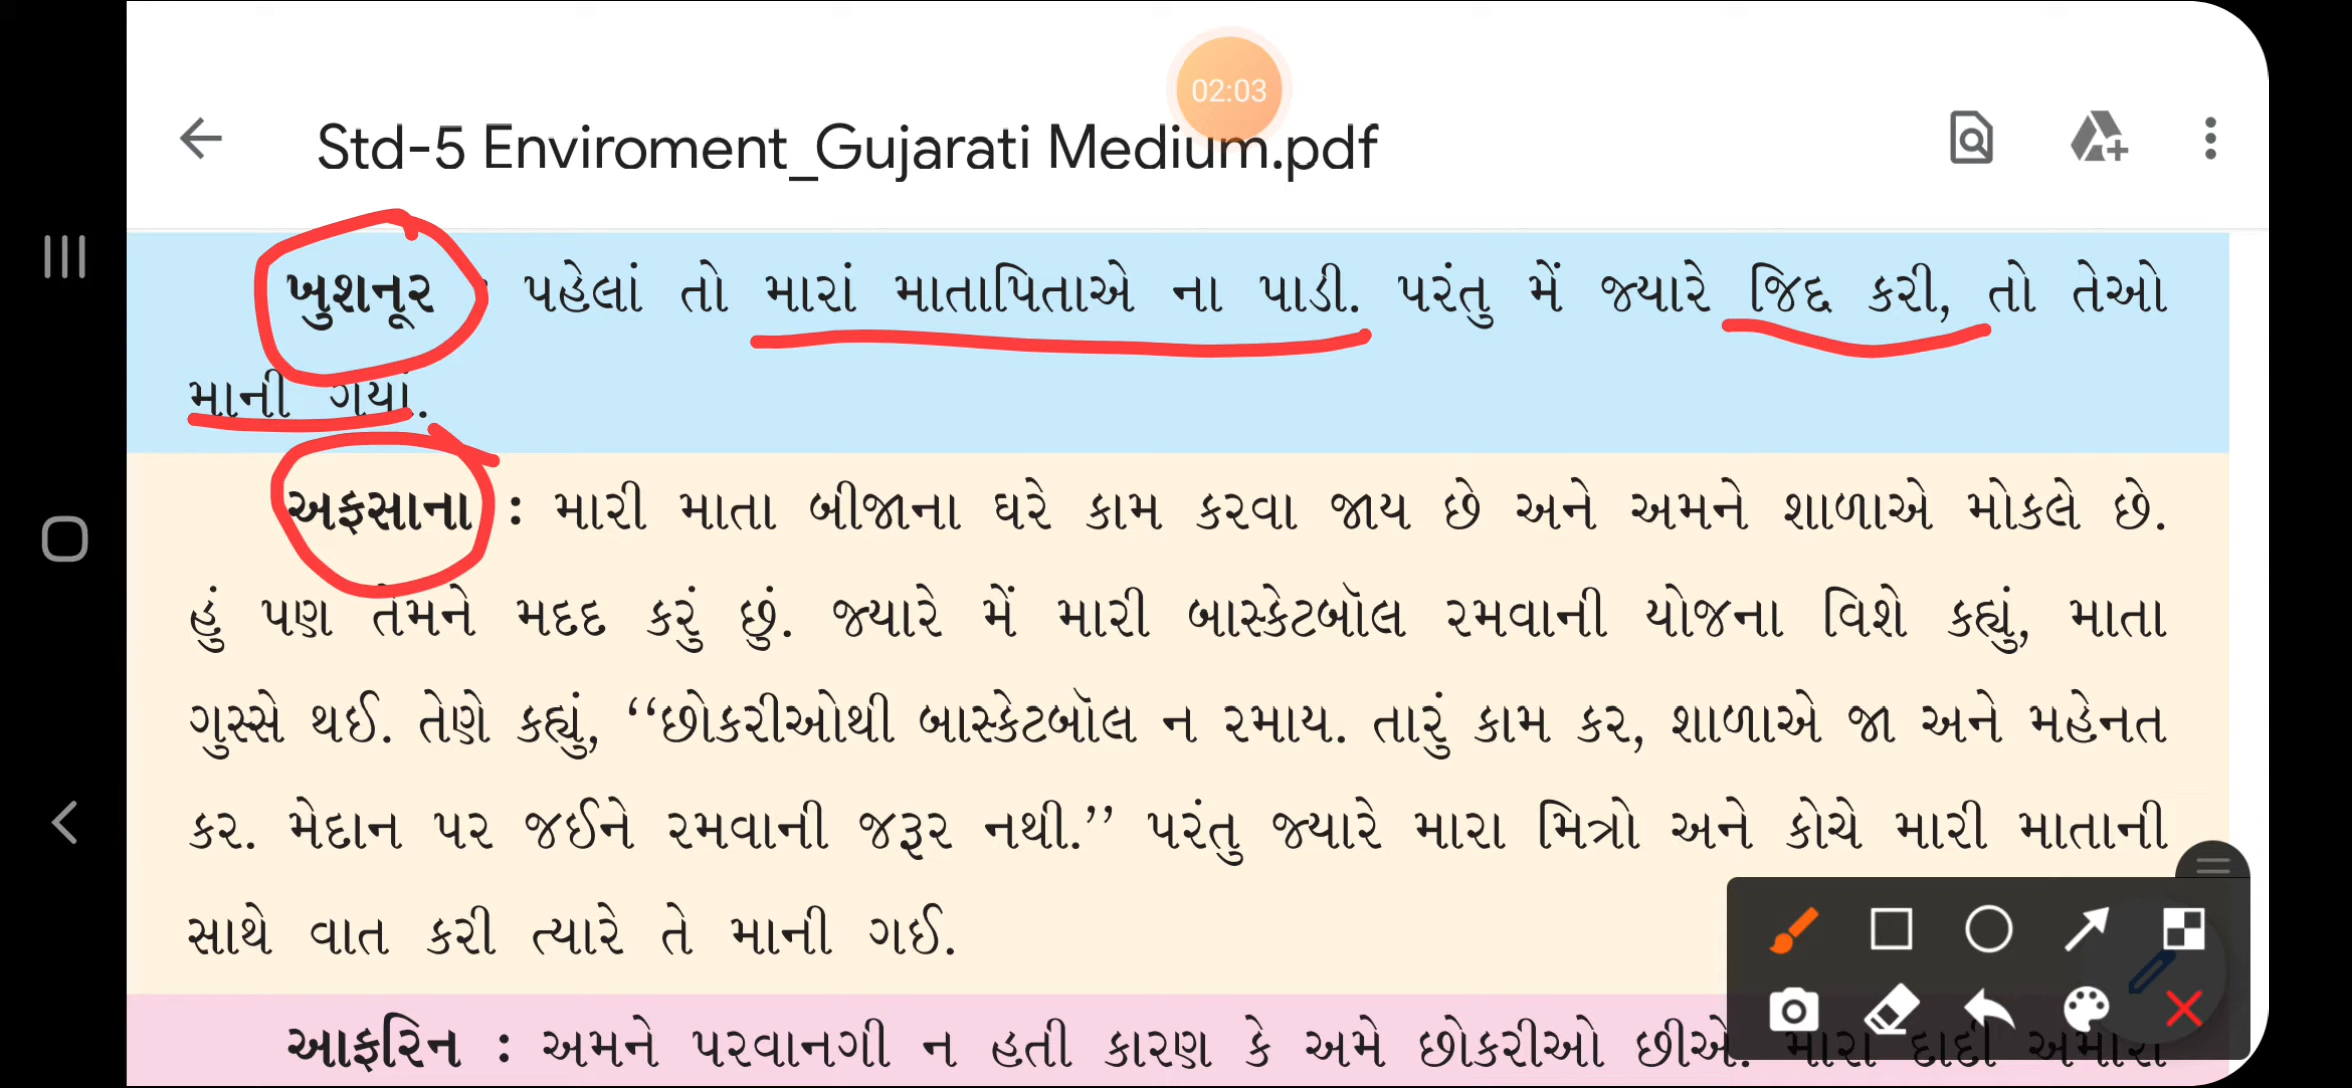 02:03
Std-5 Enviroment_Gujarati Medium.pdf
ખુશનૂર : પહેલાં તો મારાં માતાપિતાએ ના પાડી. પરંતુ મેં જ્યારે જિદ્દ કરી, તો તેઓ
માની ગયાં.
અફસાના : મારી માતા બીજાના ઘરે કામ કરવા જાય છે અને અમને શાળાએ મોકલે છે.
હું પણ તેમને મદદ કરું છું. જ્યારે મેં મારી બાસ્કેટબૉલ રમવાની યોજના વિશે કહ્યું, માતા
ગુસ્સે થઈ. તેણે કહ્યું, ‘‘છોકરીઓથી બાસ્કેટબૉલ ન રમાય. તારું કામ કર, શાળાએ જા અને મહેનત
કર. મેદાન પર જઈને રમવાની જરૂર નથી.’’ પરંતુ જ્યારે મારા મિત્રો અને કોચે મારી માતાની
સાથે વાત કરી ત્યારે તે માની ગઈ.
આફરિન : અમને પરવાનગી ન હતી કારણ કે અમે છોકરીઓ છીએ. મારા દાદી અમારા